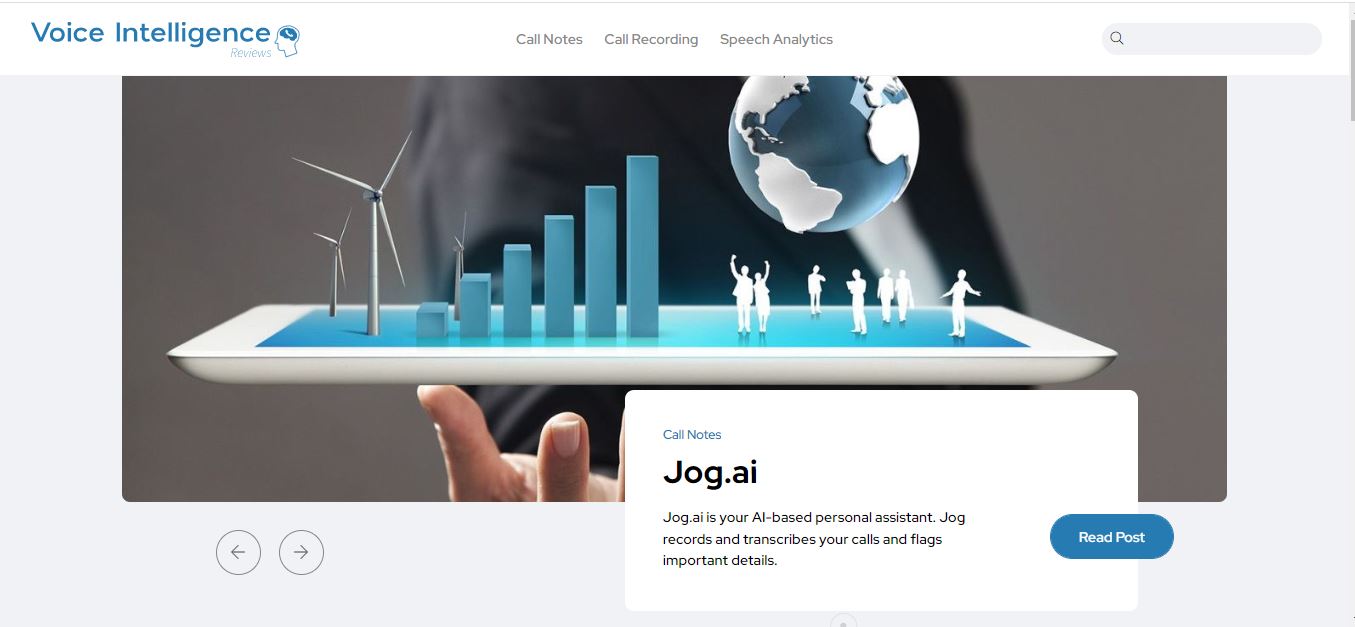 Voice Intelligence
Reviews
Call Notes Call Recording Speech Analytics
Call Notes
Jog.ai
Jog.ai is your AI-based personal assistant. Jog
records and transcribes your calls and flags
important details.
Read Post